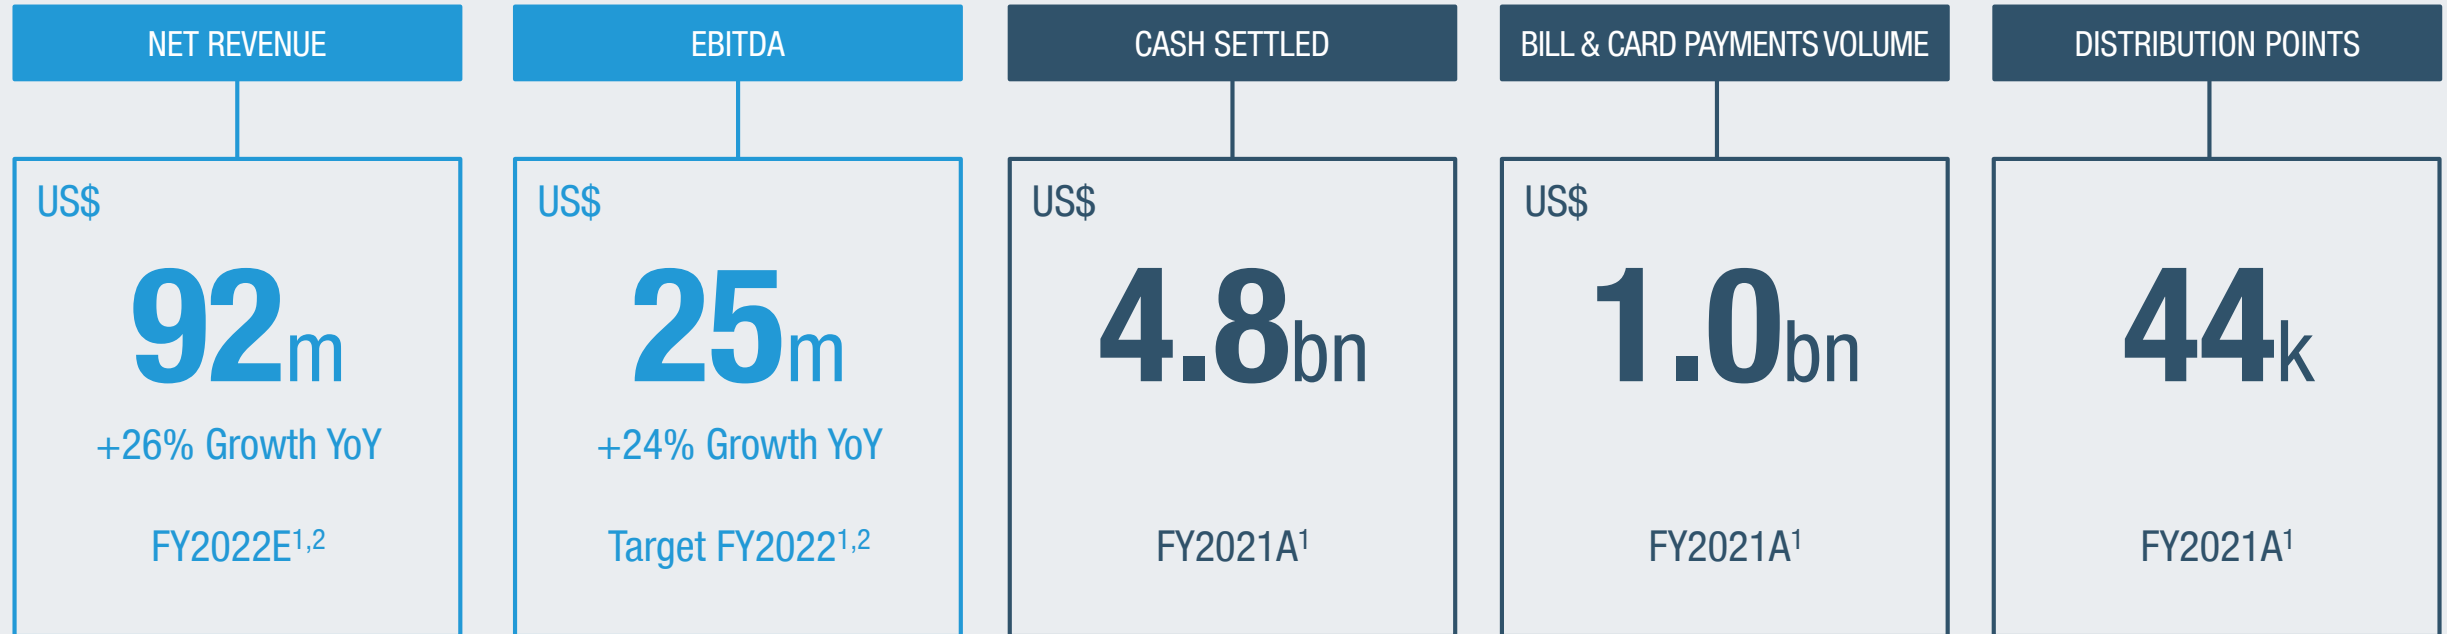 NET REVENUE
US$
92m
+26% Growth YoY
FY2022E1,2
EBITDA
US$
25m
+24% Growth YoY
Target FY20221,2
CASH SETTLED
US$
4.8bn
FY2021A1
BILL & CARD PAYMENTS VOLUME
US$
1.0bn
FY2021A1
DISTRIBUTION POINTS
44k
FY2021A1